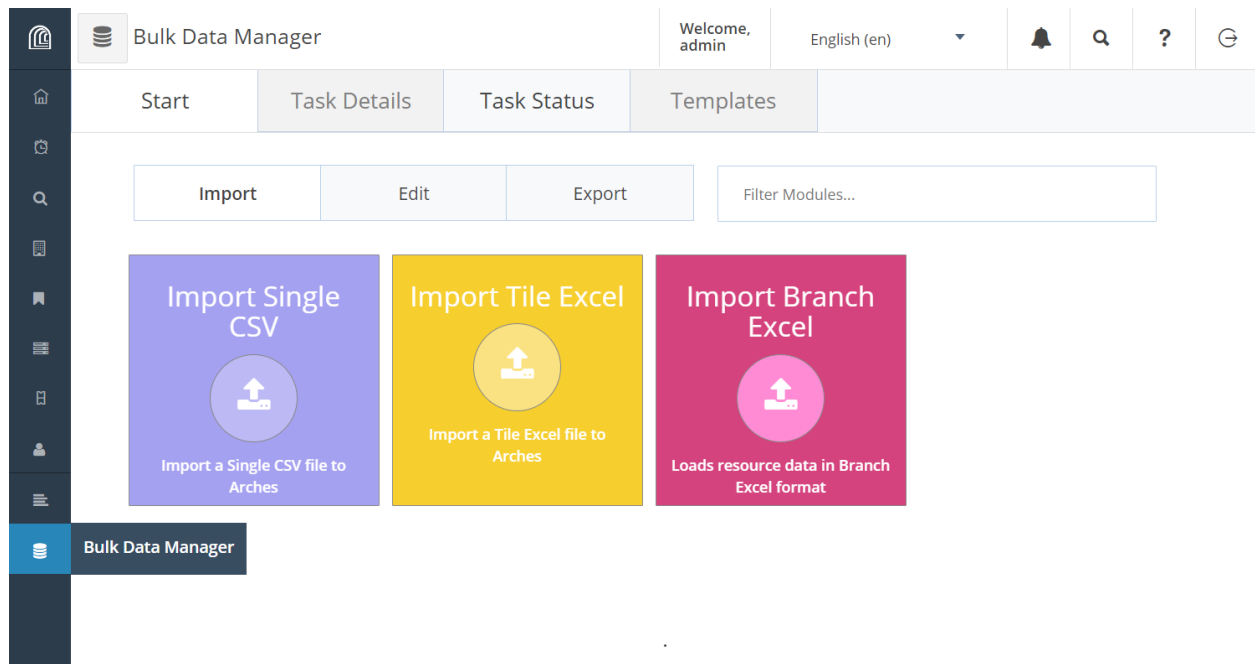 Bulk Data Manager
Welcome,
admin
English (en)
?
Start
Task Details
Task Status
Templates
Import
Edit
Export
Filter Modules...
Import Single
CSV
Import a Single CSV file to
Arches
Import Tile Excel
Import a Tile Excel file to
Arches
Import Branch
Excel
Loads resource data in Branch
Excel format
Bulk Data Manager
.